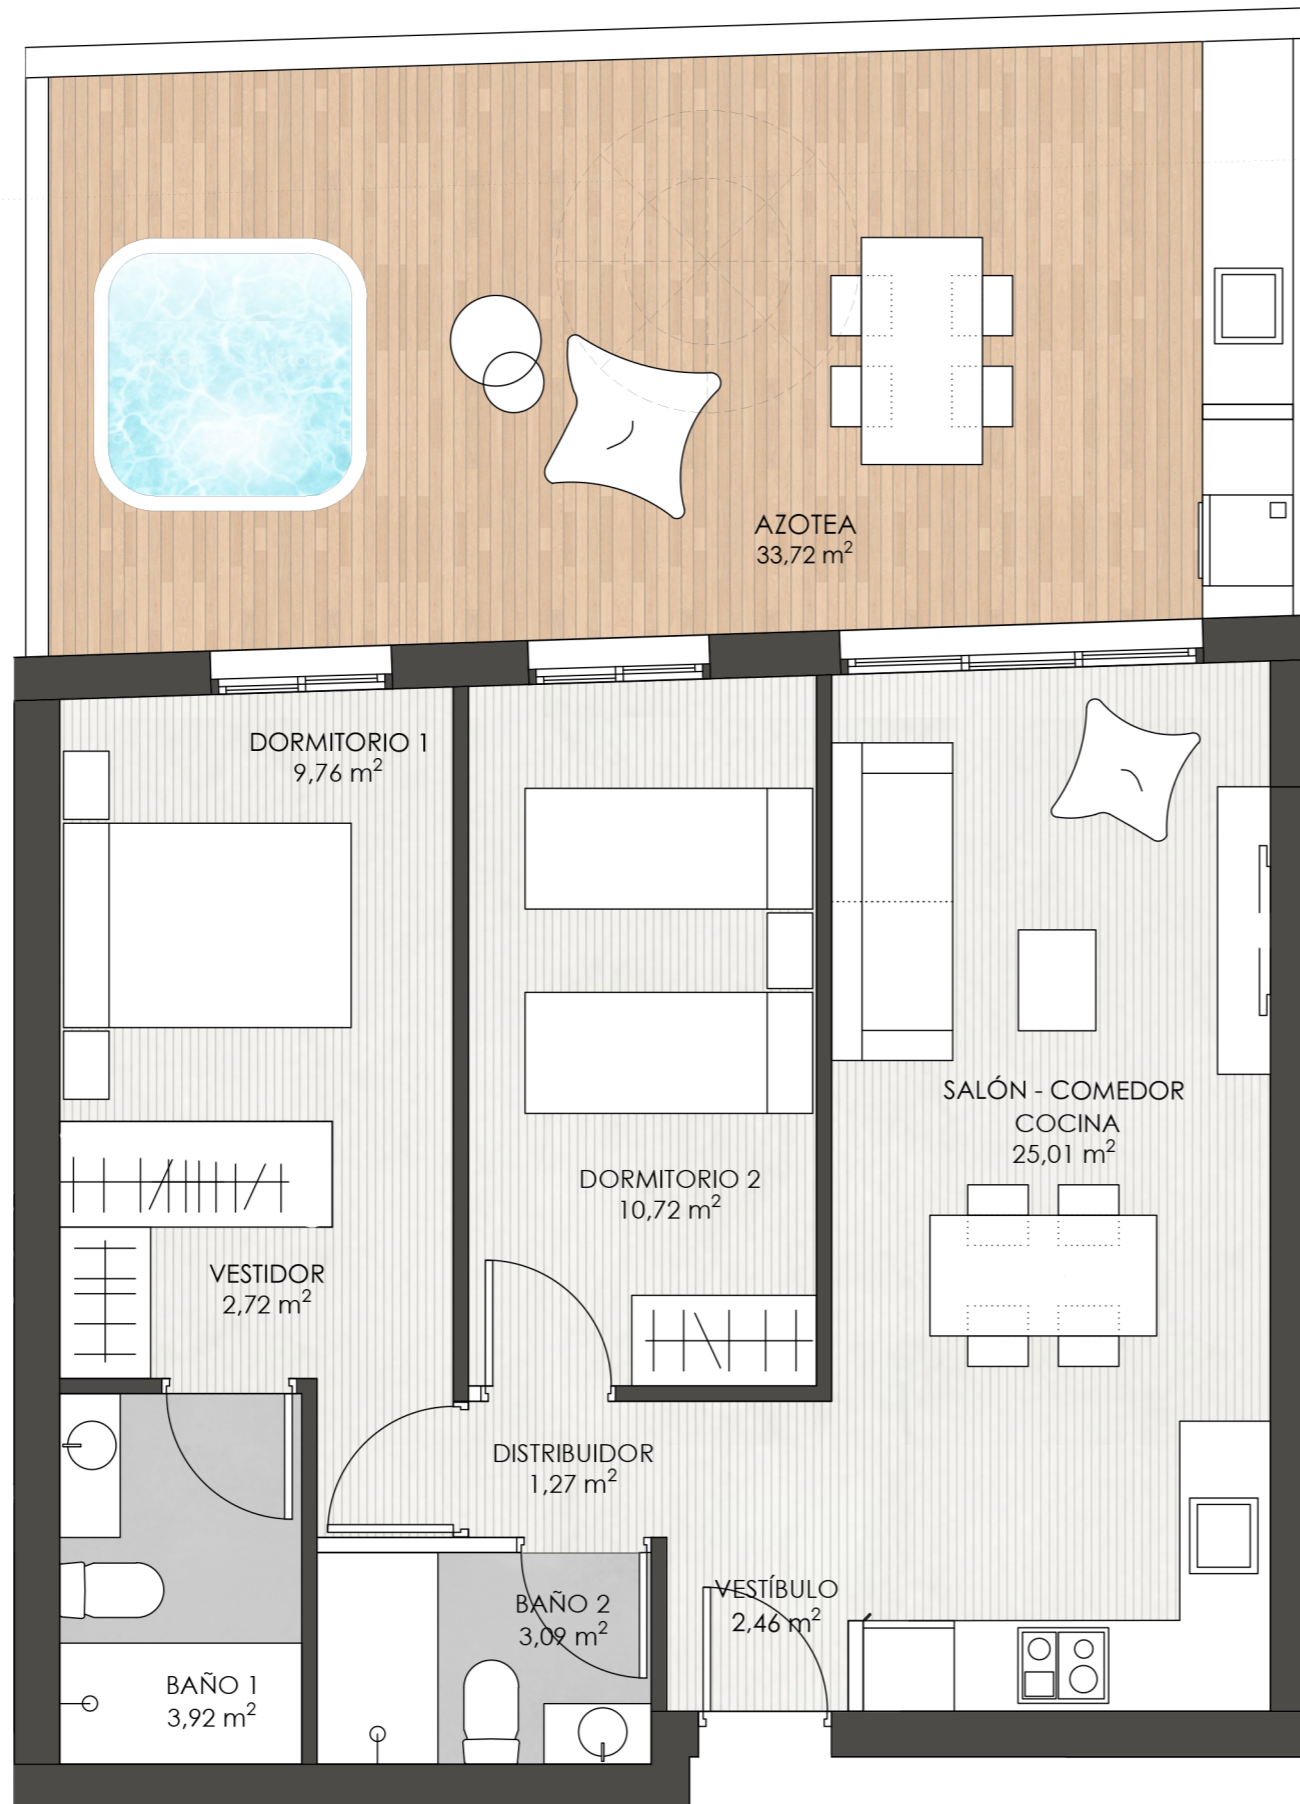 AZOTEA
33,72 m²
DORMITORIO 1
9,76 m²
SALÓN - COMEDOR
COCINA
25,01 m²
DORMITORIO 2
10,72 m²
VESTIDOR
2,72 m²
DISTRIBUIDOR
1,27 m²
VESTÍBULO
2,46 m²
BAÑO 2
3,09 m²
BAÑO 1
3,92 m²